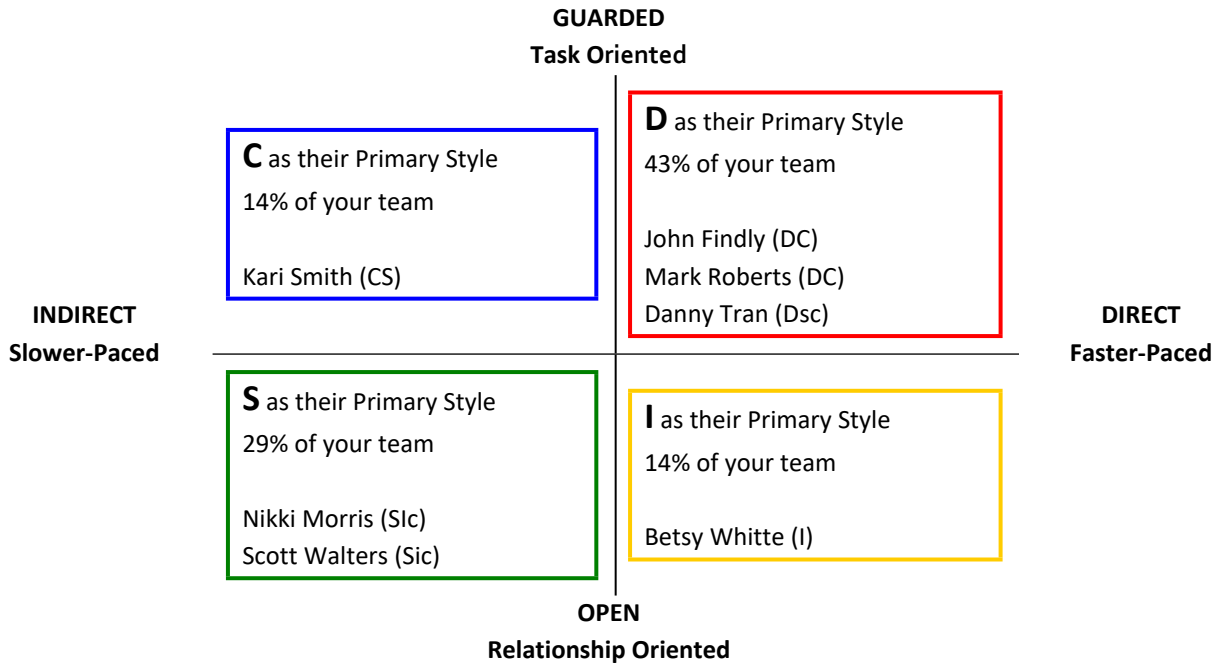 GUARDED
Task Oriented
C as their Primary Style
14% of your team
Kari Smith (CS)
D as their Primary Style
43% of your team
John Findly (DC)
Mark Roberts (DC)
Danny Tran (Dsc)
INDIRECT
Slower-Paced
DIRECT
Faster-Paced
S as their Primary Style
29% of your team
Nikki Morris (SIc)
Scott Walters (Sic)
I as their Primary Style
14% of your team
Betsy Whitte (I)
OPEN
Relationship Oriented